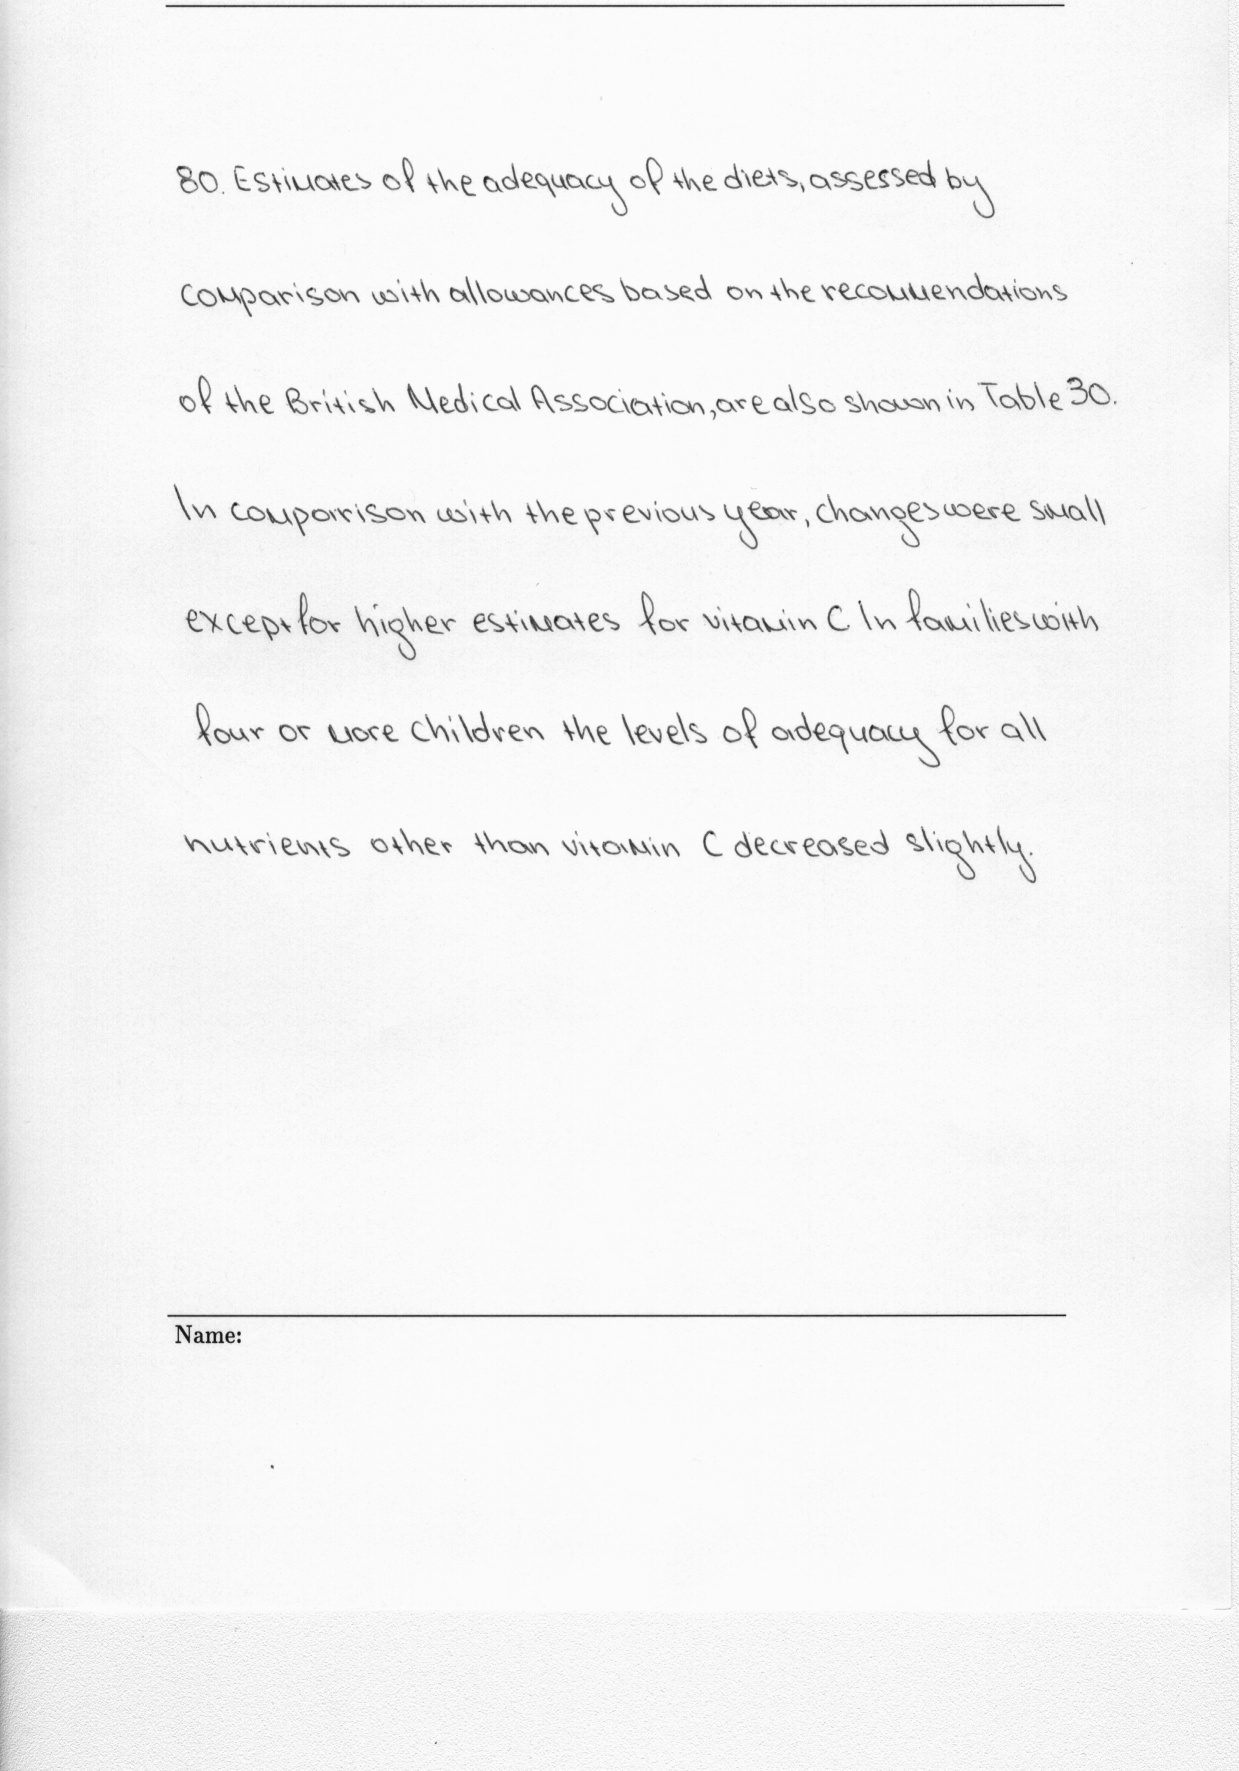 80. Estimates of the adequacy of the diets, assessed by
comparison with allowances based on the recommendations
of the British Medical Association, are also shown in Table 30.
In comparison with the previous year, changes were small
except for higher estimates for vitamin C In families with
four or more children the levels of adequacy for all
nutrients other than vitamin C decreased slightly.
Name: